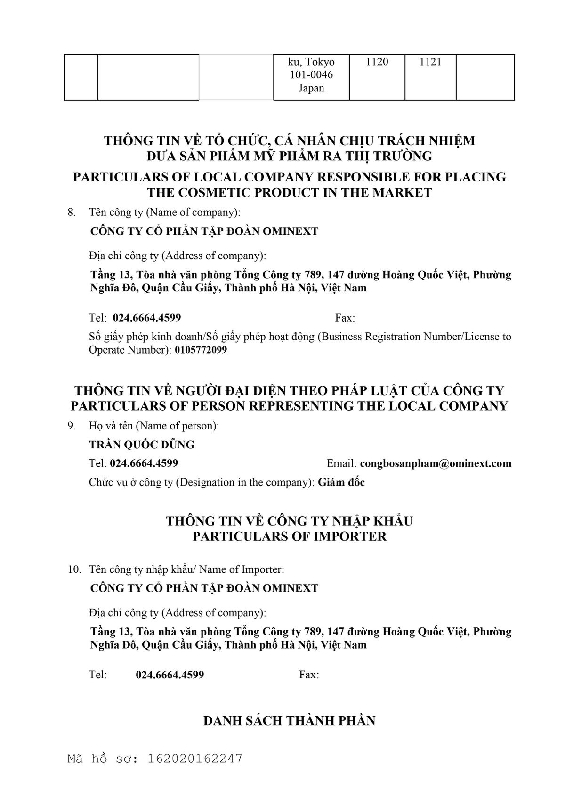 ku, Tokyo 1120 1121
101-0046
Japan
THÔNG TIN VỀ TỔ CHỨC, CÁ NHÂN CHỊU TRÁCH NHIỆM
ĐƯA SẢN PHẨM MỸ PHẨM RA THỊ TRƯỜNG
PARTICULARS OF LOCAL COMPANY RESPONSIBLE FOR PLACING
THE COSMETIC PRODUCT IN THE MARKET
8. Tên công ty (Name of company):
CÔNG TY CỔ PHẦN TẬP ĐOÀN OMINEXT
Địa chỉ công ty (Address of company):
Tầng 13, Tòa nhà văn phòng Tổng Công ty 789, 147 đường Hoàng Quốc Việt, Phường
Nghĩa Đô, Quận Cầu Giấy, Thành phố Hà Nội, Việt Nam
Tel: 024.6664.4599 Fax:
Số giấy phép kinh doanh/Số giấy phép hoạt động (Business Registration Number/License to
Operate Number): 0105772099
THÔNG TIN VỀ NGƯỜI ĐẠI DIỆN THEO PHÁP LUẬT CỦA CÔNG TY
PARTICULARS OF PERSON REPRESENTING THE LOCAL COMPANY
9. Họ và tên (Name of person):
TRẦN QUỐC DŨNG
Tel. 024.6664.4599 Email. congbosanpham@ominext.com
Chức vụ ở công ty (Designation in the company): Giám đốc
THÔNG TIN VỀ CÔNG TY NHẬP KHẨU
PARTICULARS OF IMPORTER
10. Tên công ty nhập khẩu/ Name of Importer:
CÔNG TY CỔ PHẦN TẬP ĐOÀN OMINEXT
Địa chỉ công ty (Address of company):
Tầng 13, Tòa nhà văn phòng Tổng Công ty 789, 147 đường Hoàng Quốc Việt, Phường
Nghĩa Đô, Quận Cầu Giấy, Thành phố Hà Nội, Việt Nam
Tel: 024.6664.4599 Fax:
DANH SÁCH THÀNH PHẦN
Mã hồ sơ: 162020162247